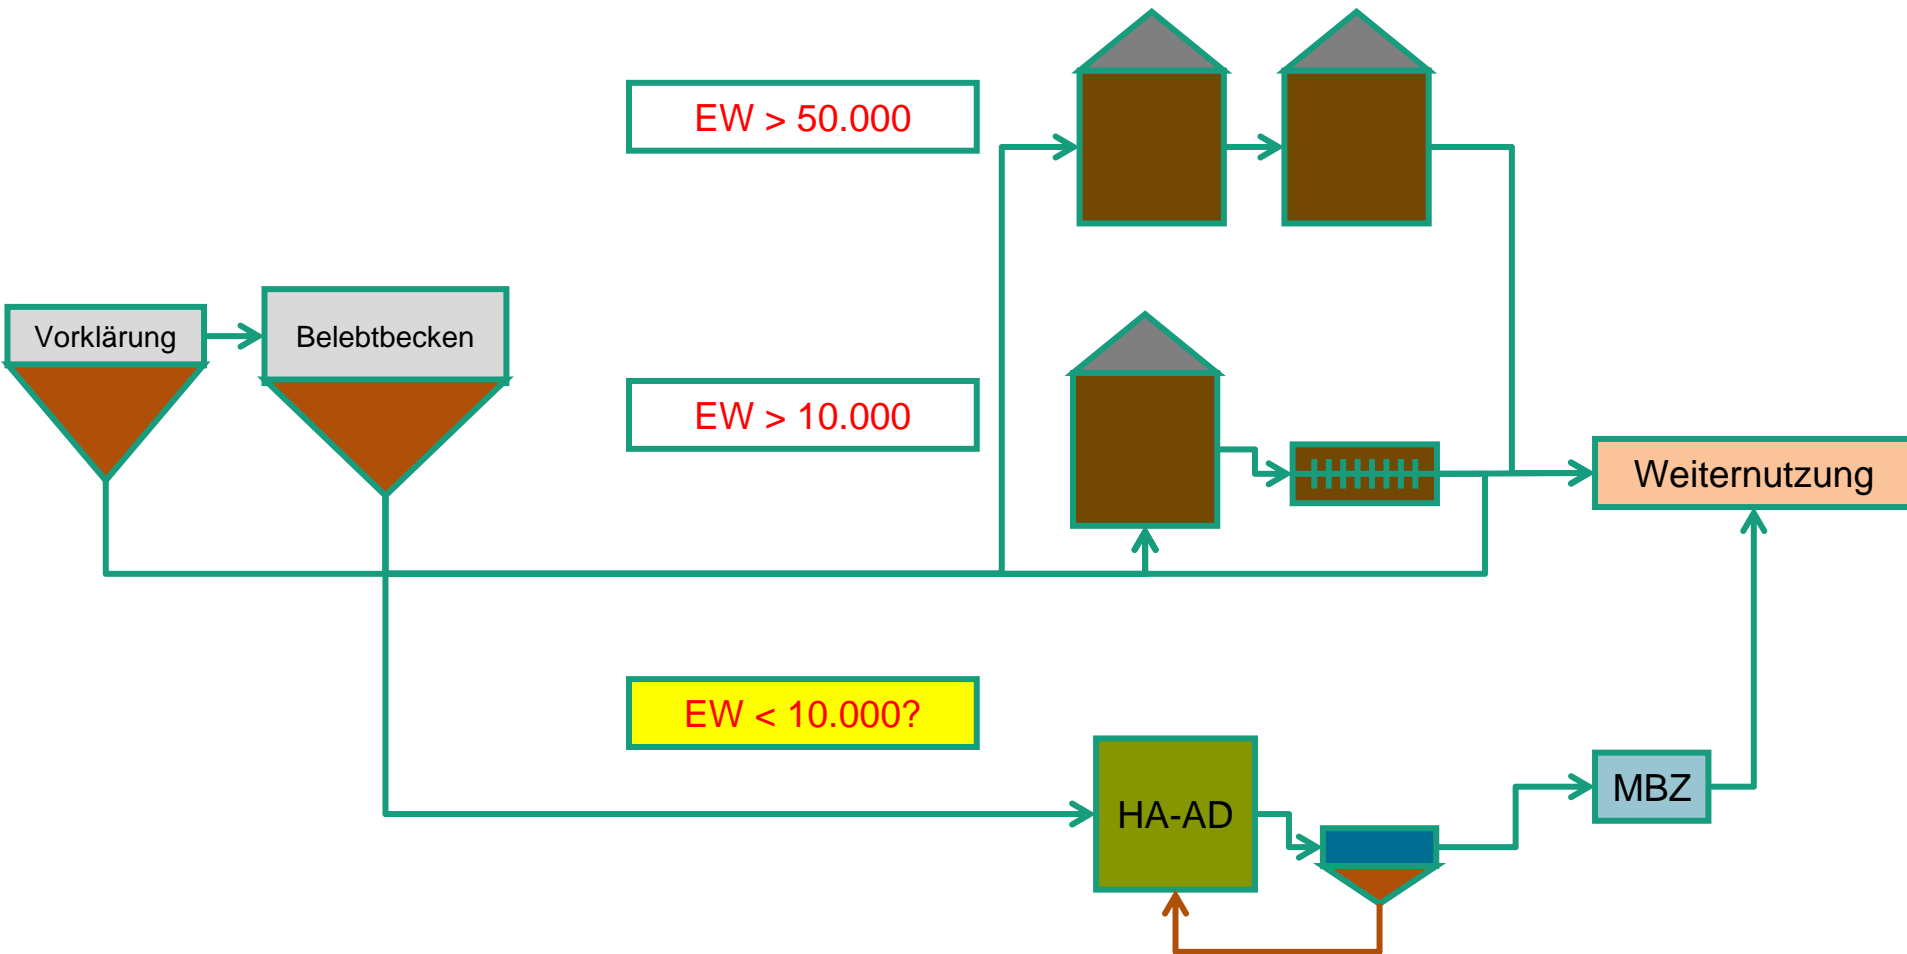 EW > 50.000
Vorklärung
Belebtbecken
EW > 10.000
Weiternutzung
EW < 10.000?
HA-AD
MBZ